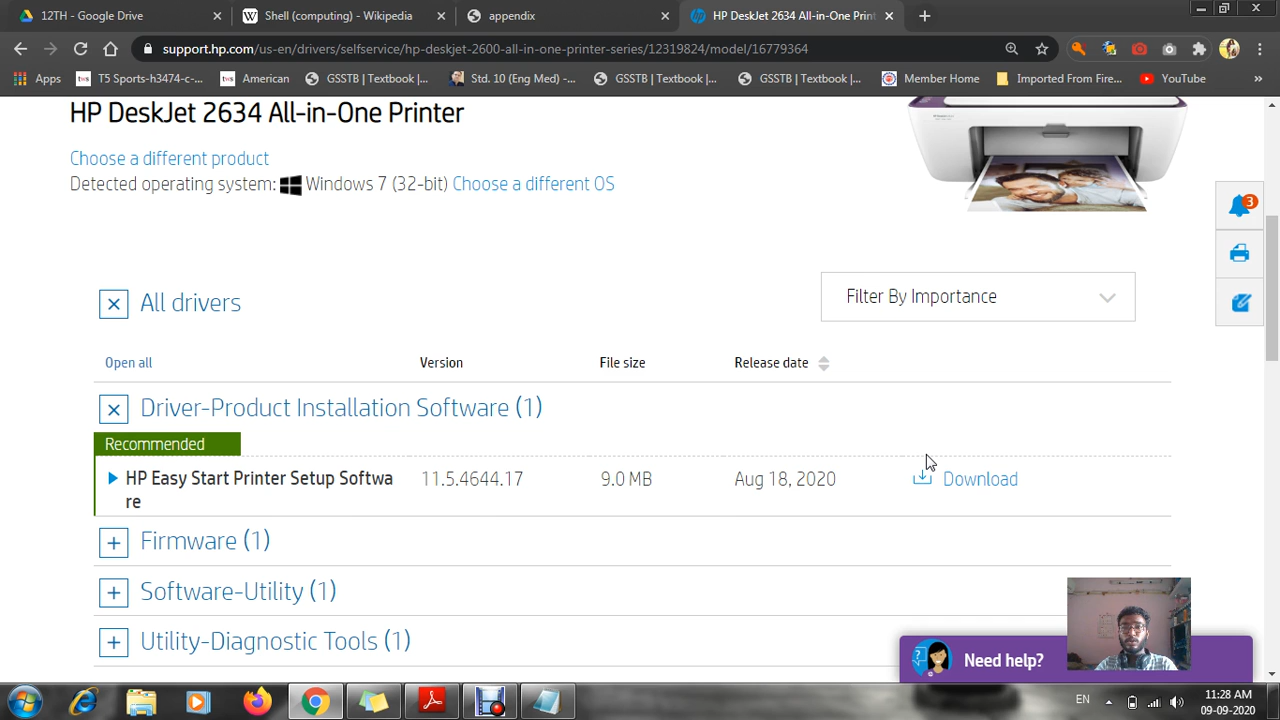 12TH - Google Drive
Shell (computing) - Wikipedia
appendix
HP DeskJet 2634 All-in-One Print
support.hp.com/us-en/drivers/selfservice/hp-deskjet-2600-all-in-one-printer-series/12319824/model/16779364
Apps
T5 Sports-h3474-c-...
American
GSSTB | Textbook |...
Std. 10 (Eng Med) -...
GSSTB | Textbook |...
GSSTB | Textbook |...
Member Home
Imported From Fire...
YouTube
»
HP DeskJet 2634 All-in-One Printer
Choose a different product
Detected operating system: Windows 7 (32-bit) Choose a different OS
3
All drivers
Filter By Importance
Open all Version File size Release date
Driver-Product Installation Software (1)
Recommended
HP Easy Start Printer Setup Softwa
re
11.5.4644.17 9.0 MB Aug 18, 2020 Download
Firmware (1)
Software-Utility (1)
Utility-Diagnostic Tools (1)
Need help?
EN
11:28 AM
09-09-2020